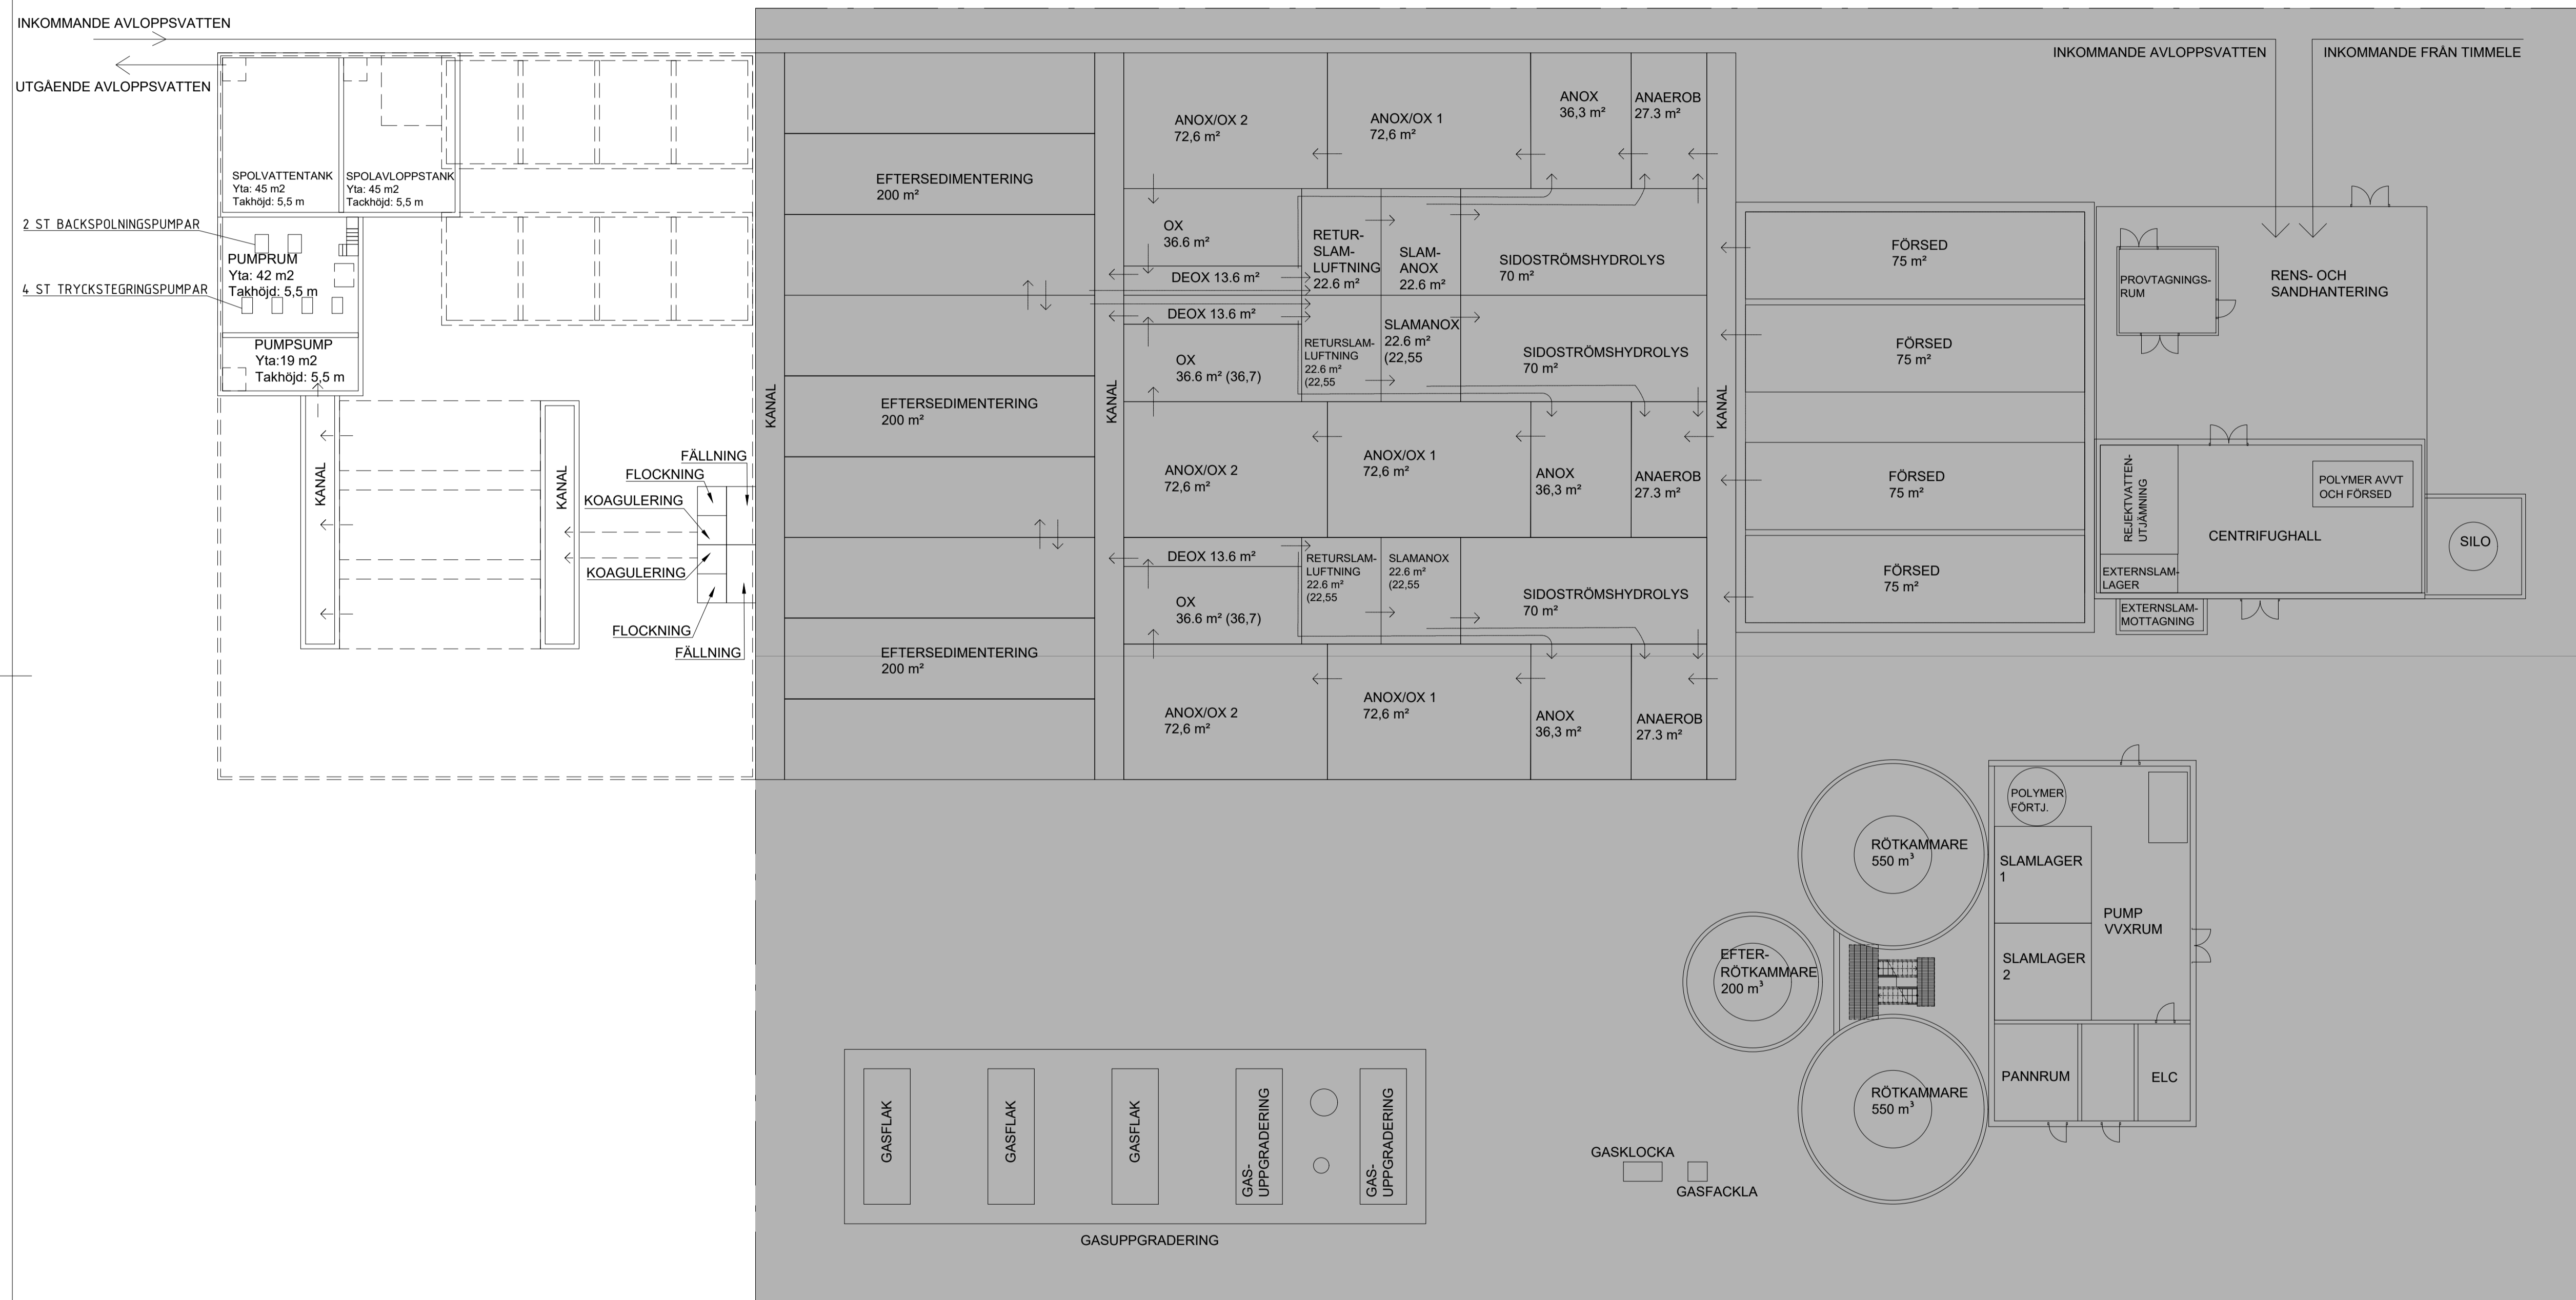 INKOMMANDE AVLOPPSVATTEN
UTGÅENDE AVLOPPSVATTEN
INKOMMANDE AVLOPPSVATTEN
INKOMMANDE FRÅN TIMMELE
SPOLVATTENTANK
Yta: 45 m2
Takhöjd: 5,5 m
SPOLAVLOPPSTANK
Yta: 45 m2
Tackhöjd: 5,5 m
2 ST BACKSPOLNINGSPUMPAR
PUMPRUM
Yta: 42 m2
Takhöjd: 5,5 m
4 ST TRYCKSTEGRINGSPUMPAR
PUMPSUMP
Yta:19 m2
Takhöjd: 5,5 m
KANAL
KANAL
FÄLLNING
FLOCKNING
KOAGULERING
KOAGULERING
FLOCKNING
FÄLLNING
KANAL
EFTERSEDIMENTERING
200 m²
EFTERSEDIMENTERING
200 m²
EFTERSEDIMENTERING
200 m²
KANAL
ANOX/OX 2
72,6 m²
ANOX/OX 1
72,6 m²
ANOX
36,3 m²
ANAEROB
27.3 m²
OX
36.6 m²
DEOX 13.6 m²
RETUR-
SLAM-
LUFTNING
22.6 m²
SLAM-
ANOX
22.6 m²
SIDOSTRÖMSHYDROLYS
70 m²
DEOX 13.6 m²
OX
36.6 m² (36,7)
RETURSLAM-
LUFTNING
22.6 m²
(22,55
SLAMANOX
22.6 m²
(22,55
SIDOSTRÖMSHYDROLYS
70 m²
ANOX/OX 2
72,6 m²
ANOX/OX 1
72,6 m²
ANOX
36,3 m²
ANAEROB
27.3 m²
DEOX 13.6 m²
OX
36.6 m² (36,7)
RETURSLAM-
LUFTNING
22.6 m²
(22,55
SLAMANOX
22.6 m²
(22,55
SIDOSTRÖMSHYDROLYS
70 m²
ANOX/OX 2
72,6 m²
ANOX/OX 1
72,6 m²
ANOX
36,3 m²
ANAEROB
27.3 m²
KANAL
FÖRSED
75 m²
FÖRSED
75 m²
FÖRSED
75 m²
FÖRSED
75 m²
PROVTAGNINGS-
RUM
RENS- OCH
SANDHANTERING
REJEKTVATTEN-
UTJÄMNING
POLYMER AVVT
OCH FÖRSED
CENTRIFUGHALL
SILO
EXTERNSLAM-
LAGER
EXTERNSLAM-
MOTTAGNING
POLYMER
FÖRTJ.
RÖTKAMMARE
550 m³
SLAMLAGER
1
PUMP
VVXRUM
EFTER-
RÖTKAMMARE
200 m³
SLAMLAGER
2
RÖTKAMMARE
550 m³
PANNRUM
ELC
GASFLAK
GASFLAK
GASFLAK
GAS-
UPPGRADERING
GAS-
UPPGRADERING
GASUPPGRADERING
GASKLOCKA
GASFACKLA